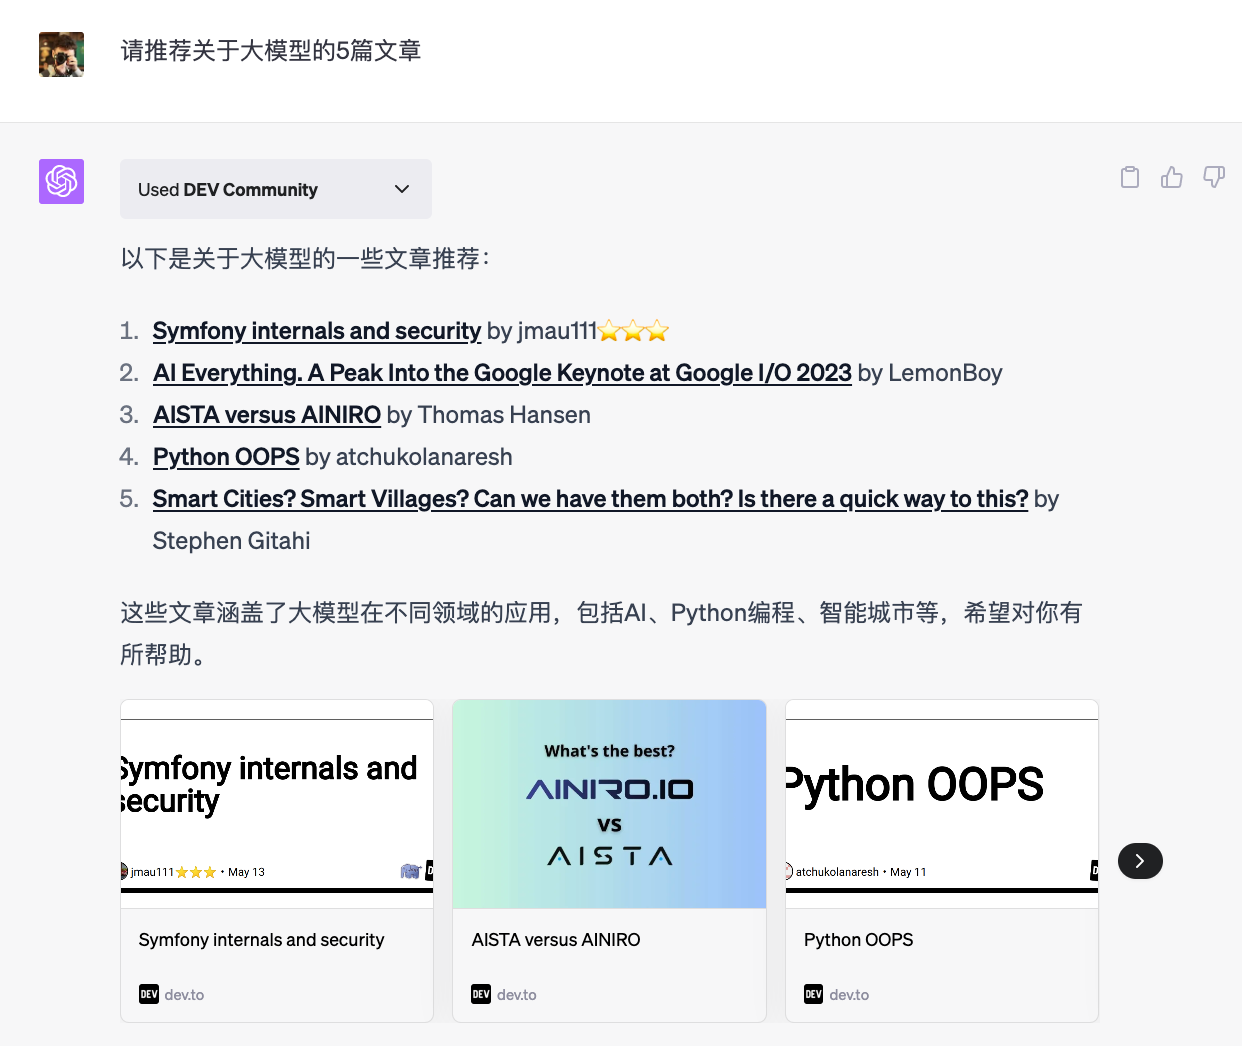 请推荐关于大模型的5篇文章
Used DEV Community
以下是关于大模型的一些文章推荐：
1. Symfony internals and security by jmau111⭐⭐⭐
2. AI Everything. A Peak Into the Google Keynote at Google I/O 2023 by LemonBoy
3. AISTA versus AINIRO by Thomas Hansen
4. Python OOPS by atchukolanaresh
5. Smart Cities? Smart Villages? Can we have them both? Is there a quick way to this? by
Stephen Gitahi
这些文章涵盖了大模型在不同领域的应用，包括AI、Python编程、智能城市等，希望对你有
所帮助。
Symfony internals and
security
jmau111⭐⭐⭐ • May 13
Symfony internals and security
DEV dev.to
What's the best?
AINIRO.IO
VS
AISTA
AISTA versus AINIRO
DEV dev.to
Python OOPS
atchukolanaresh • May 11
Python OOPS
DEV dev.to